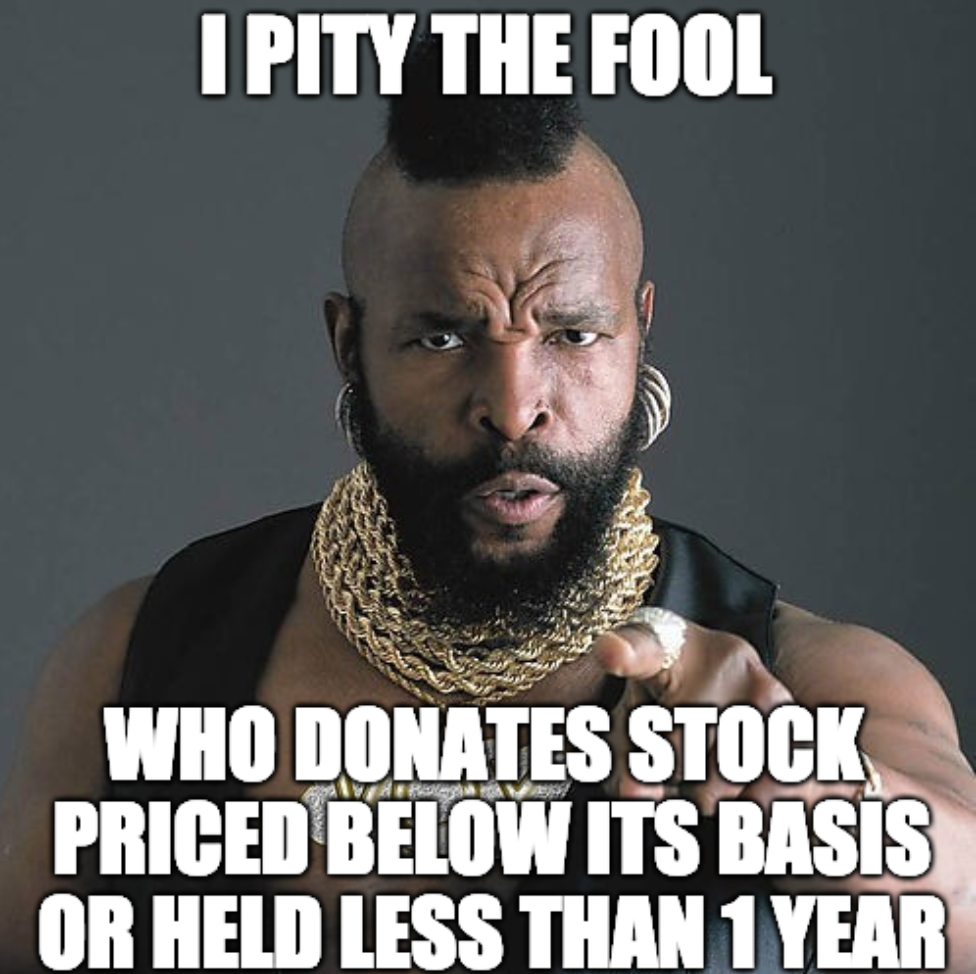 I PITY THE FOOL
WHO DONATES STOCK
PRICED BELOW ITS BASIS
OR HELD LESS THAN 1 YEAR